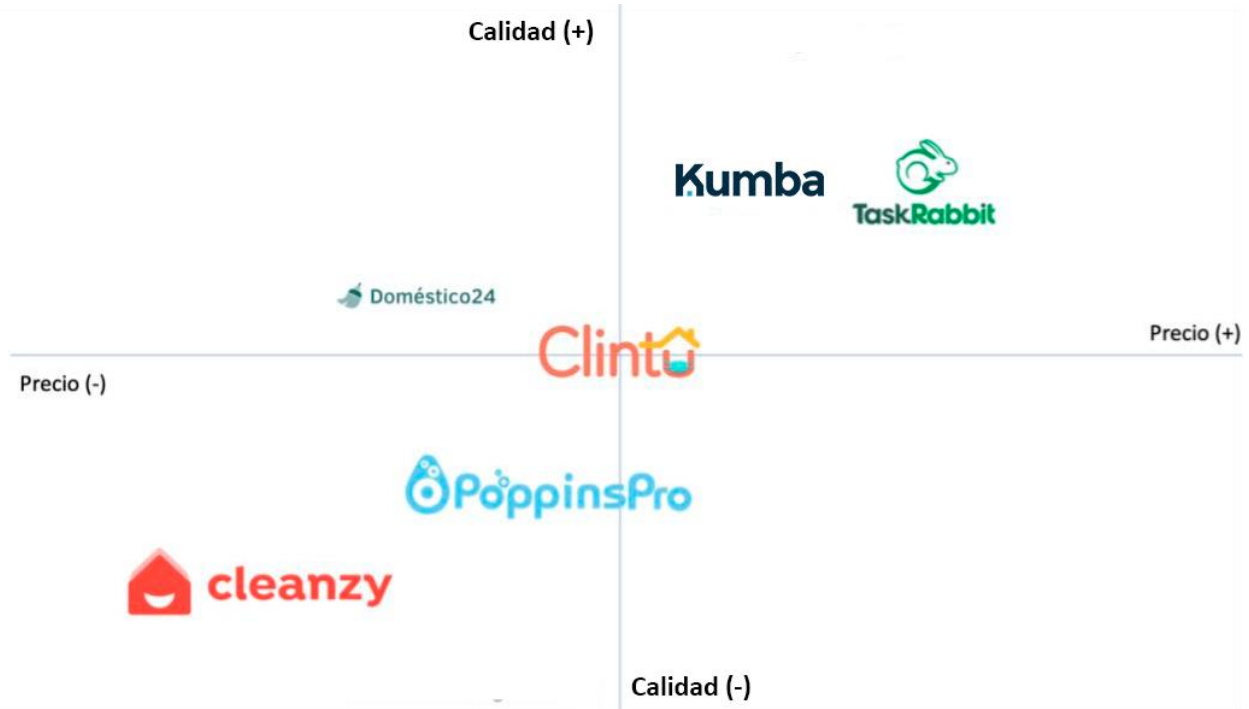 Calidad (+)
Kumba
TaskRabbit
Doméstico24
Clintu
Precio (+)
Precio (-)
PoppinsPro
cleanzy
Calidad (-)